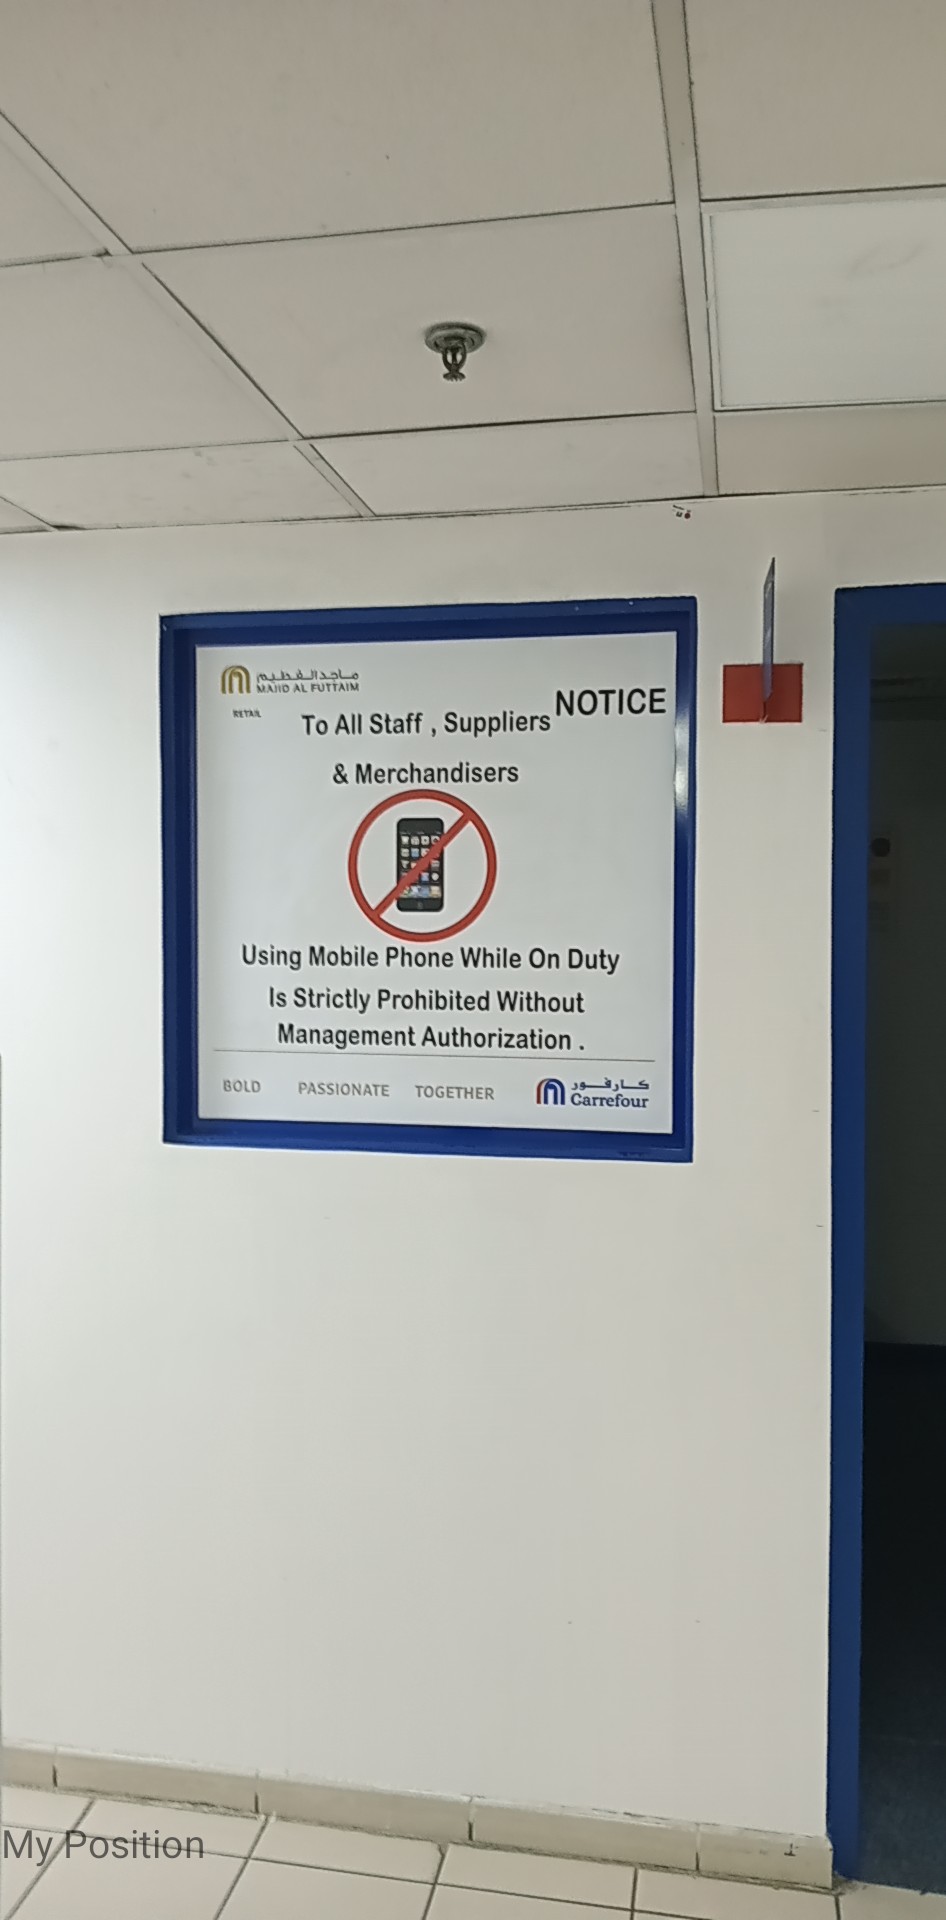 ماجد الفطيم
MAJID AL FUTTAIM
RETAIL
NOTICE
To All Staff , Suppliers
& Merchandisers
Using Mobile Phone While On Duty
Is Strictly Prohibited Without
Management Authorization .
BOLD PASSIONATE TOGETHER
كارفور
Carrefour
My Position